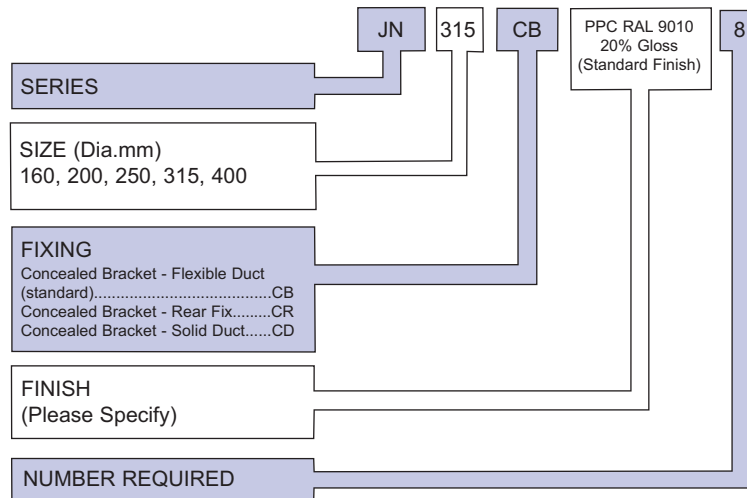 JN 315 CB PPC RAL 9010 8
20% Gloss
(Standard Finish)
SERIES
SIZE (Dia.mm)
160, 200, 250, 315, 400
FIXING
Concealed Bracket - Flexible Duct
(standard).........................................CB
Concealed Bracket - Rear Fix.........CR
Concealed Bracket - Solid Duct......CD
FINISH
(Please Specify)
NUMBER REQUIRED